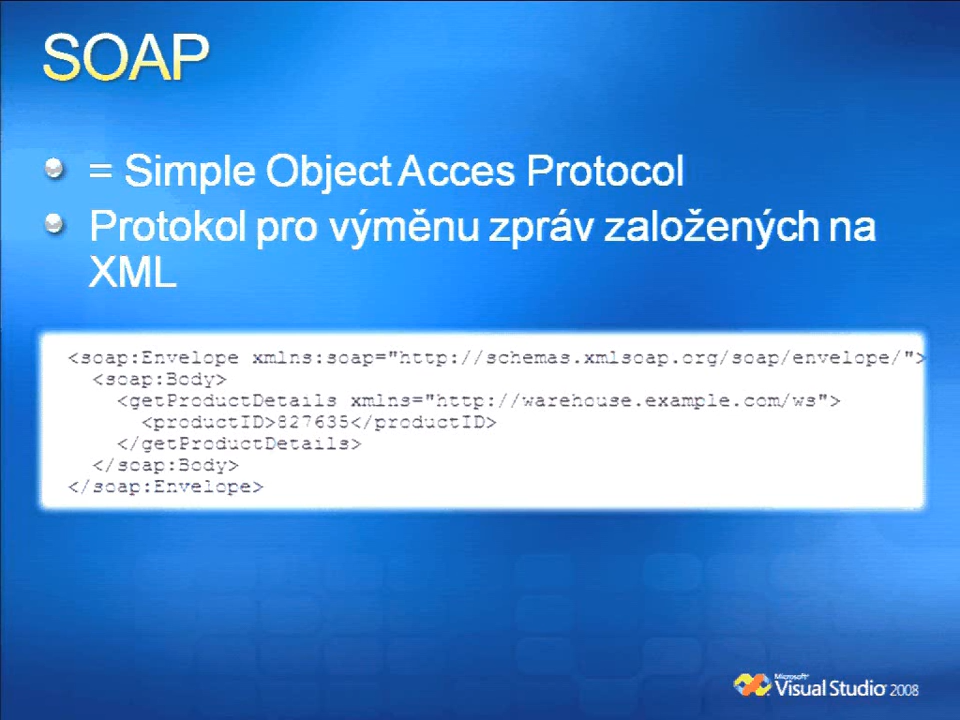 SOAP
= Simple Object Acces Protocol
Protokol pro výměnu zpráv založených na
XML
<soap:Envelope xmlns:soap="http://schemas.xmlsoap.org/soap/envelope/">
<soap:Body>
<getProductDetails xmlns="http://warehouse.example.com/ws">
<productID>827635</productID>
</getProductDetails>
</soap:Body>
</soap:Envelope>
Microsoft
Visual Studio 2008